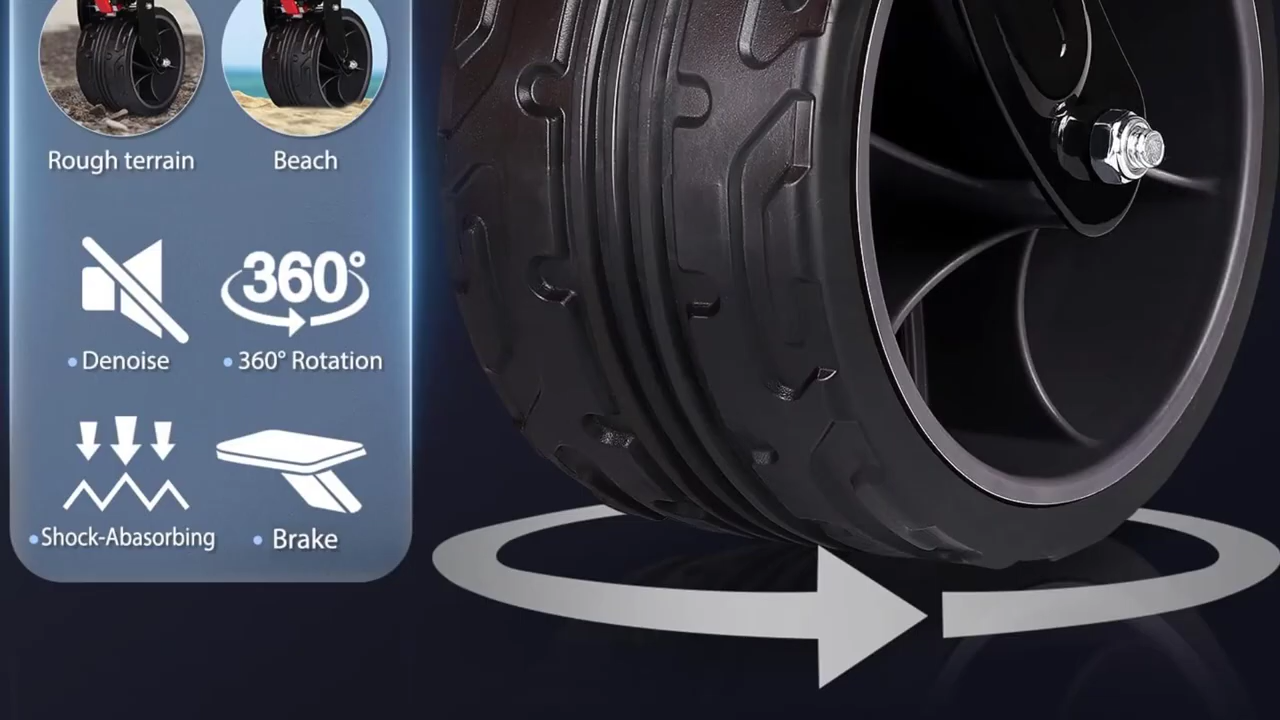 Rough terrain
Beach
360°
Denoise
360° Rotation
Shock-Abasorbing
Brake